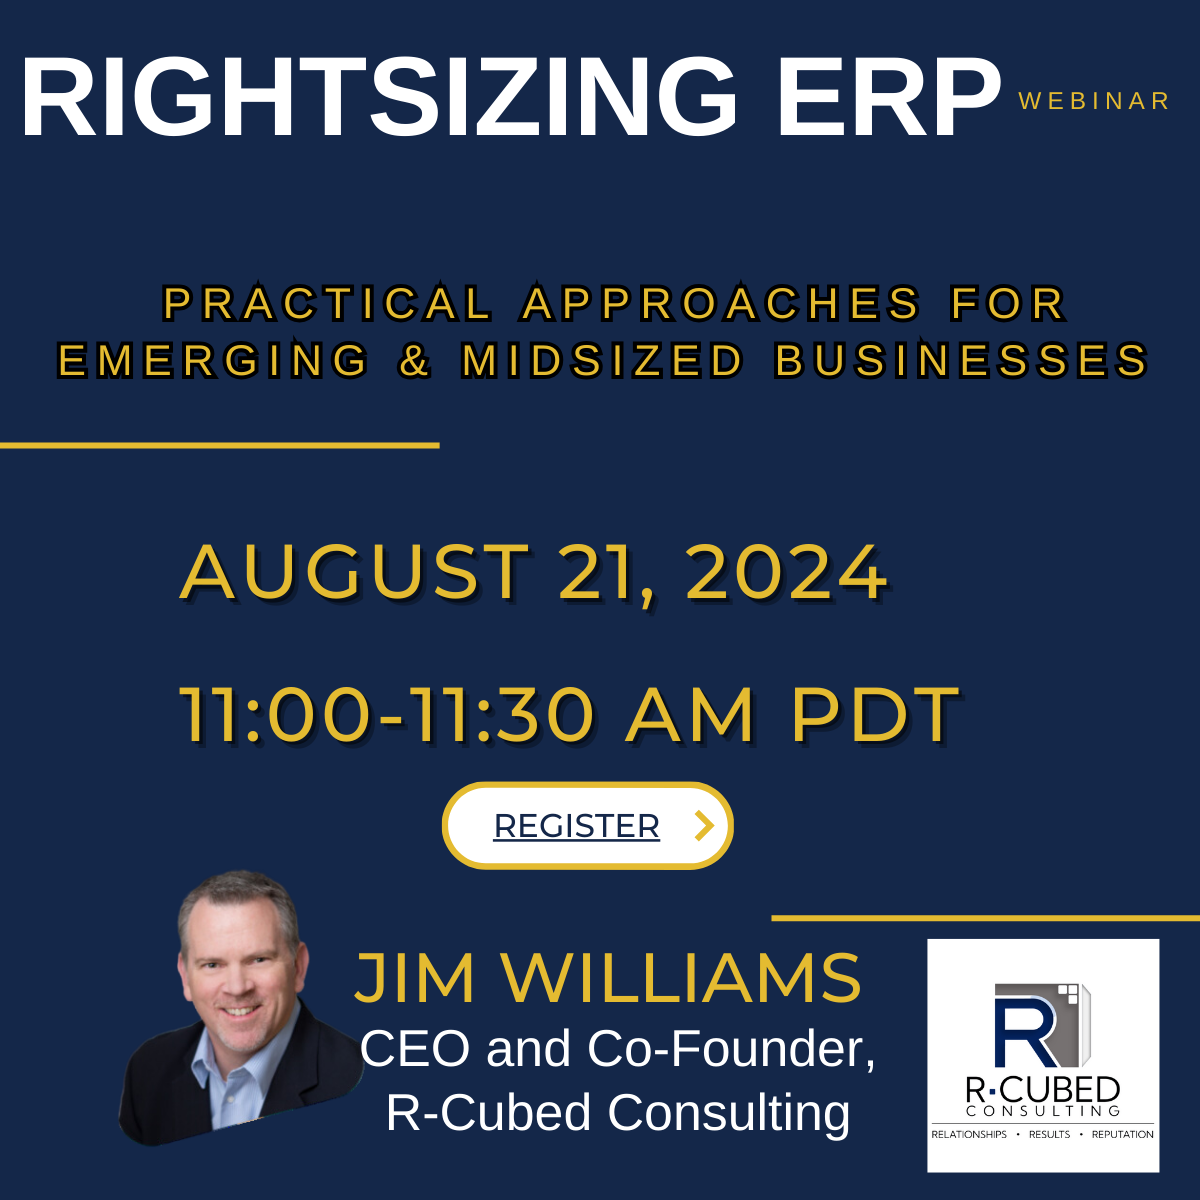 RIGHTSIZING ERP WEBINAR
PRACTICAL APPROACHES FOR
EMERGING & MIDSIZED BUSINESSES
AUGUST 21, 2024
11:00-11:30 AM PDT
REGISTER
JIM WILLIAMS
CEO and Co-Founder,
R-Cubed Consulting
R
R·CUBED
CONSULTING
RELATIONSHIPS • RESULTS • REPUTATION